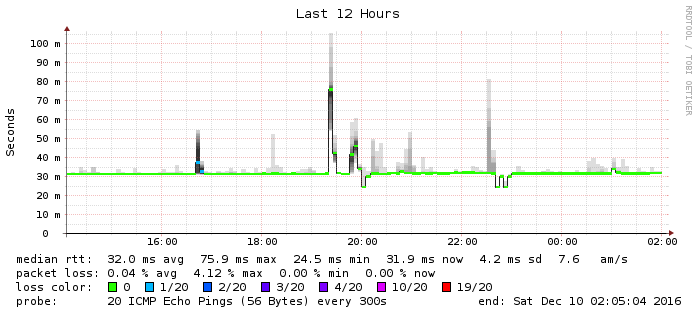 Last 12 Hours
RRDTOOL / TOBI OETIKER
Seconds
100 m
90 m
80 m
70 m
60 m
50 m
40 m
30 m
20 m
10 m
0
16:00 18:00 20:00 22:00 00:00 02:00
median rtt: 32.0 ms avg 75.9 ms max 24.5 ms min 31.9 ms now 4.2 ms sd 7.6 am/s
packet loss: 0.04 % avg 4.12 % max 0.00 % min 0.00 % now
loss color: 0 1/20 2/20 3/20 4/20 10/20 19/20
probe: 20 ICMP Echo Pings (56 Bytes) every 300s end: Sat Dec 10 02:05:04 2016